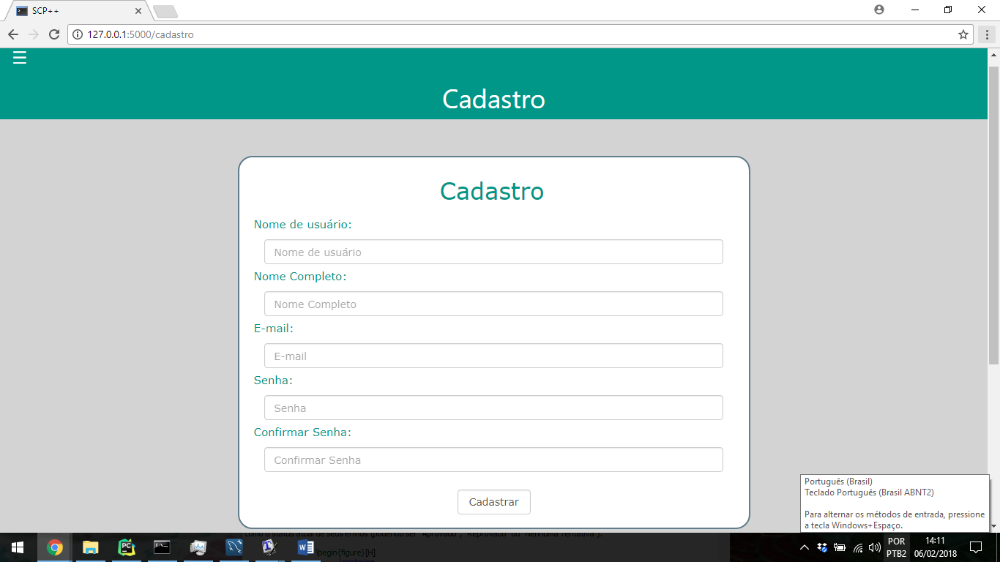 SCP++
127.0.0.1:5000/cadastro
Cadastro
Cadastro
Nome de usuário:
Nome de usuário
Nome Completo:
Nome Completo
E-mail:
E-mail
Senha:
Senha
Confirmar Senha:
Confirmar Senha
Cadastrar
Português (Brasil)
Teclado Português (Brasil ABNT2)
Para alternar os métodos de entrada, pressione
a tecla Windows+Espaço.
como o status atual de seus envios (podendo ser "Aprovado", "Reprovado" ou "Nenhuma Tentativa").
\begin{figure}[H]
PC
W
POR
PTB2
14:11
06/02/2018